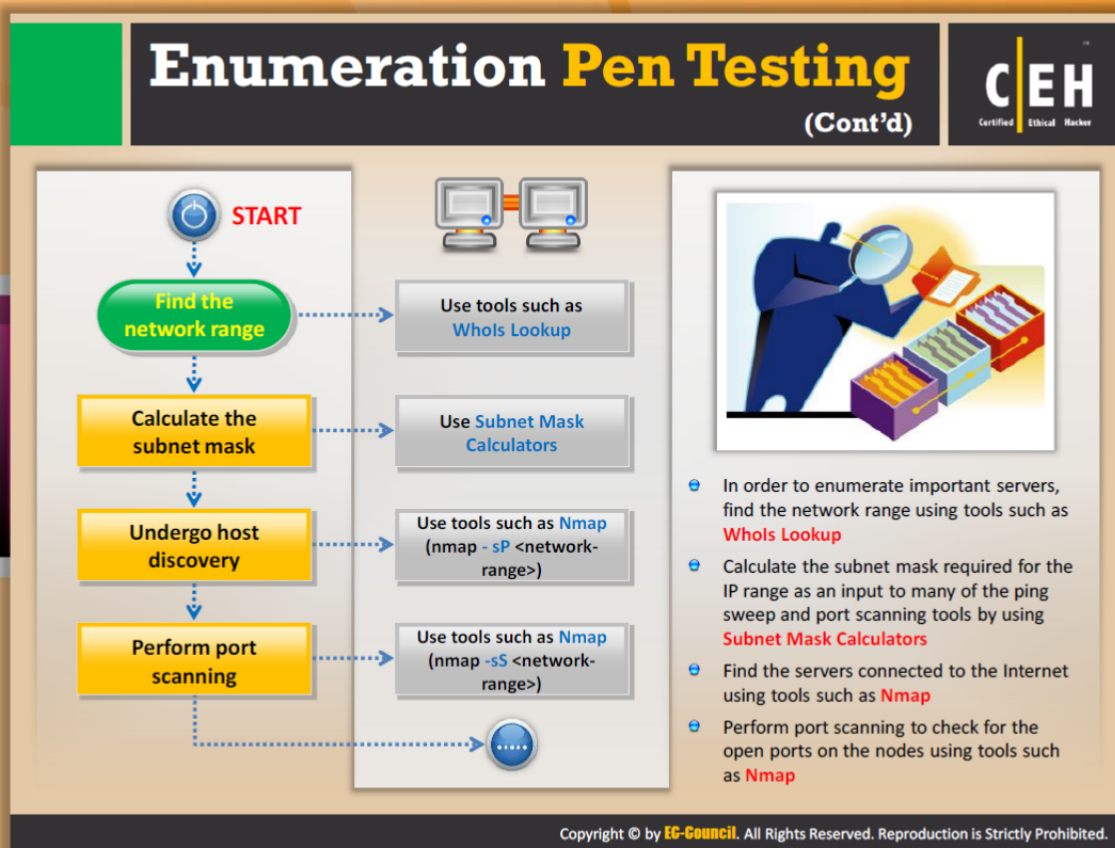 Enumeration Pen Testing
(Cont'd)
C EH
TM
Certified Ethical Hacker
START
Find the
network range
Use tools such as
WhoIs Lookup
Calculate the
subnet mask
Use Subnet Mask
Calculators
Undergo host
discovery
Use tools such as Nmap
(nmap - sP <network-
range>)
Perform port
scanning
Use tools such as Nmap
(nmap -sS <network-
range>)
In order to enumerate important servers,
find the network range using tools such as
WhoIs Lookup
Calculate the subnet mask required for the
IP range as an input to many of the ping
sweep and port scanning tools by using
Subnet Mask Calculators
Find the servers connected to the Internet
using tools such as Nmap
Perform port scanning to check for the
open ports on the nodes using tools such
as Nmap
Copyright © by EC-Council. All Rights Reserved. Reproduction is Strictly Prohibited.